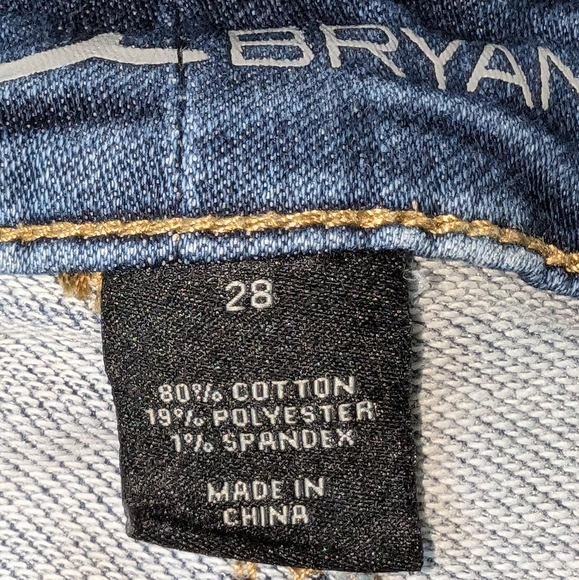 BRYAN
28
80% COTTON
19% POLYESTER
1% SPANDEX
MADE IN
CHINA